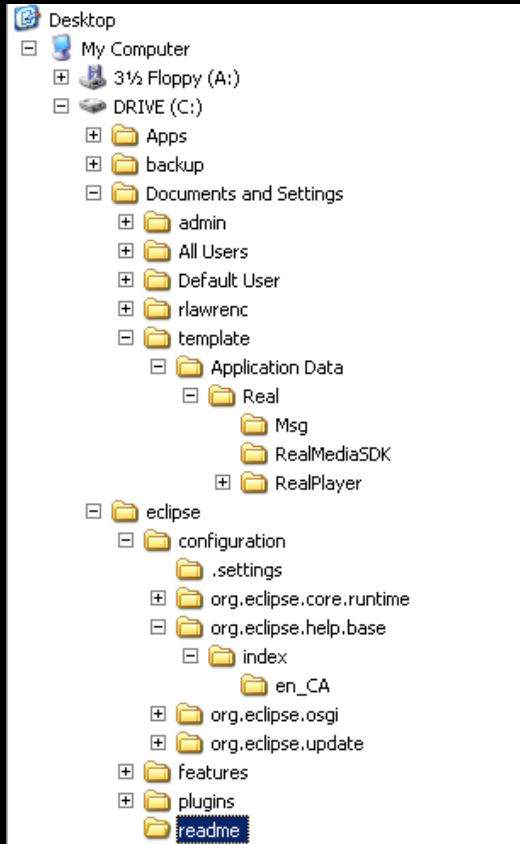 Desktop
My Computer
3½ Floppy (A:)
DRIVE (C:)
Apps
backup
Documents and Settings
admin
All Users
Default User
rlawrenc
template
Application Data
Real
Msg
RealMediaSDK
RealPlayer
eclipse
configuration
.settings
org.eclipse.core.runtime
org.eclipse.help.base
index
en_CA
org.eclipse.osgi
org.eclipse.update
features
plugins
readme